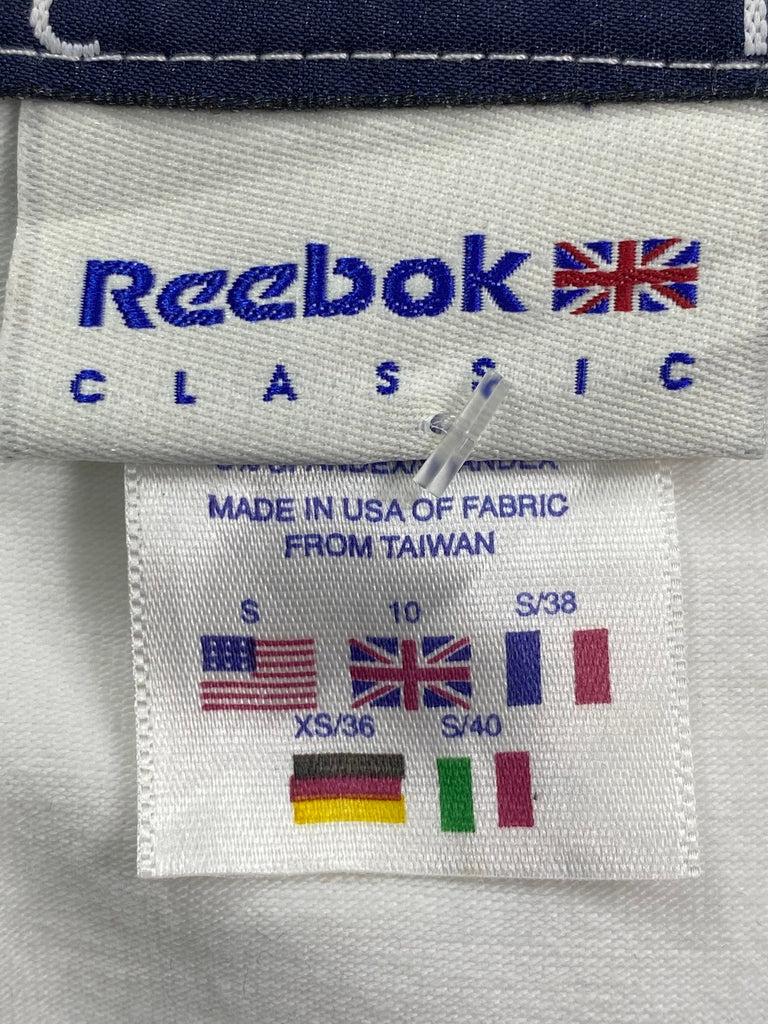 Reebok
CLASSIC
MADE IN USA OF FABRIC
FROM TAIWAN
S 10 S/38
XS/36 S/40